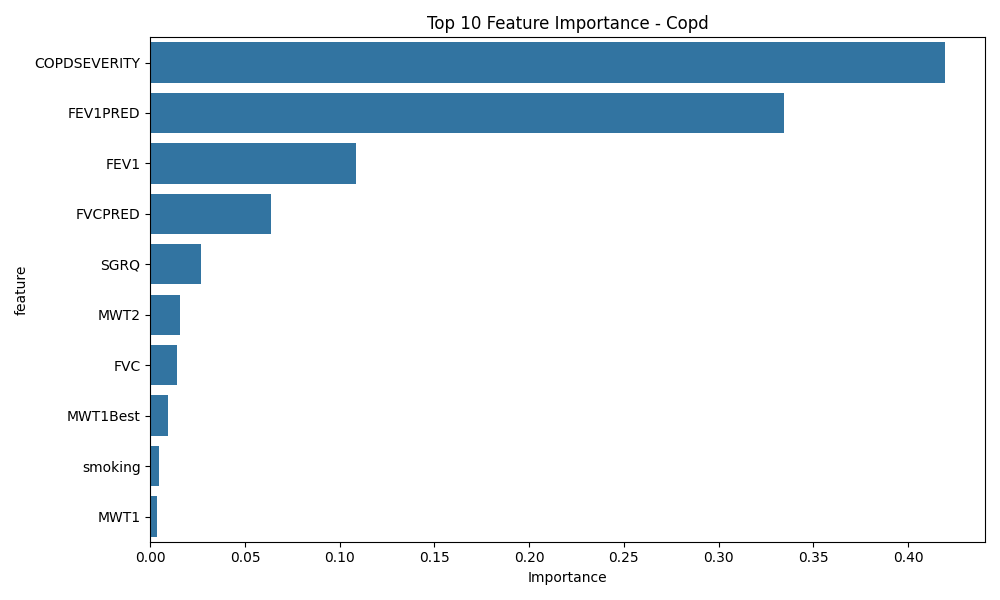 Top 10 Feature Importance - Copd
COPDSEVERITY
FEV1PRED
FEV1
FVCPRED
SGRQ
MWT2
FVC
MWT1Best
smoking
MWT1
feature
0.00 0.05 0.10 0.15 0.20 0.25 0.30 0.35 0.40
Importance